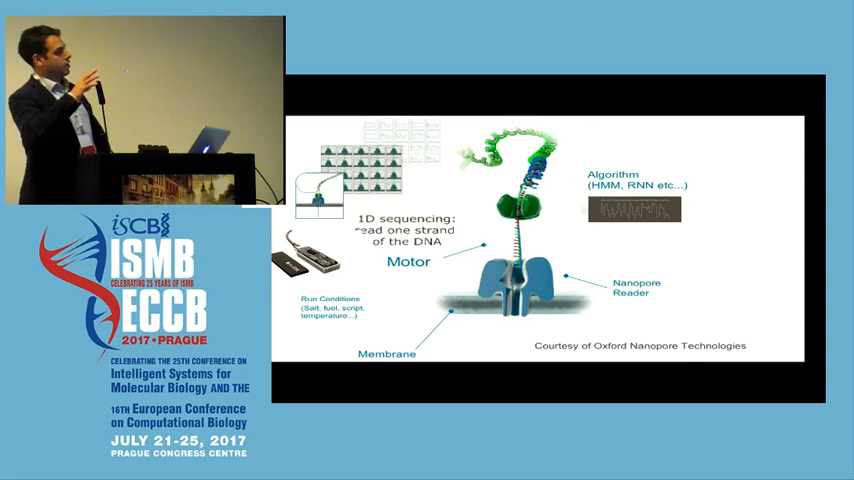 iSCB
ISMB
CELEBRATING 25 YEARS OF ISMB
ECCB
2017 • PRAGUE
CELEBRATING THE 25TH CONFERENCE ON
Intelligent Systems for
Molecular Biology AND THE
16TH European Conference
on Computational Biology
JULY 21-25, 2017
PRAGUE CONGRESS CENTRE
1D sequencing:
read one strand
of the DNA
Motor
Run Conditions
(Salt, fuel, script,
temperature...)
Membrane
Algorithm
(HMM, RNN etc...)
Nanopore
Reader
Courtesy of Oxford Nanopore Technologies